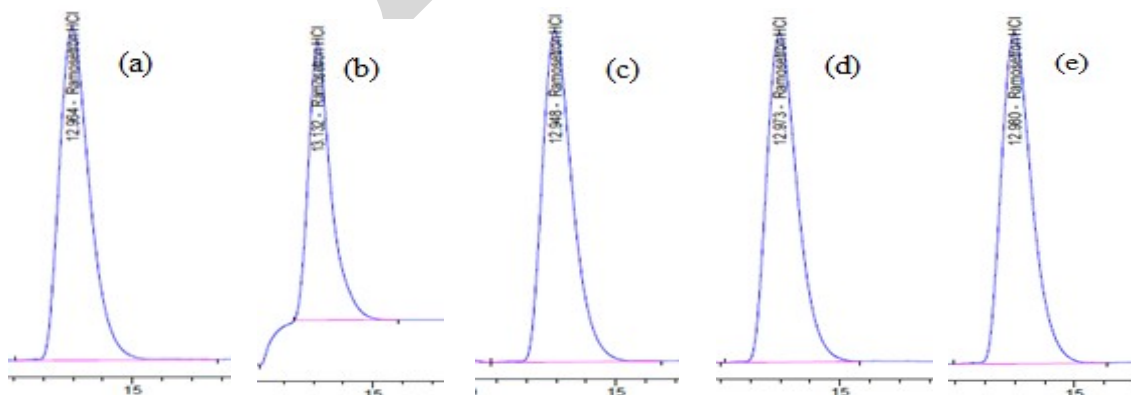 (a)
12.964 - Ramosetron HCl
15
(b)
13.132 - Ramosetron HCl
15
(c)
12.948 - Ramosetron HCl
15
(d)
12.973 - Ramosetron HCl
15
(e)
12.980 - Ramosetron HCl
15